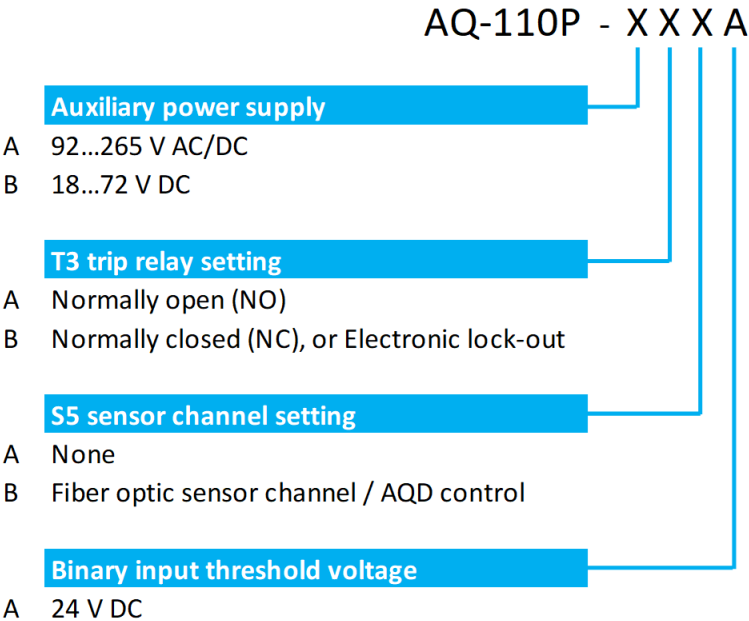 AQ-110P - X X X A
Auxiliary power supply
A 92...265 V AC/DC
B 18...72 V DC
T3 trip relay setting
A Normally open (NO)
B Normally closed (NC), or Electronic lock-out
S5 sensor channel setting
A None
B Fiber optic sensor channel / AQD control
Binary input threshold voltage
A 24 V DC